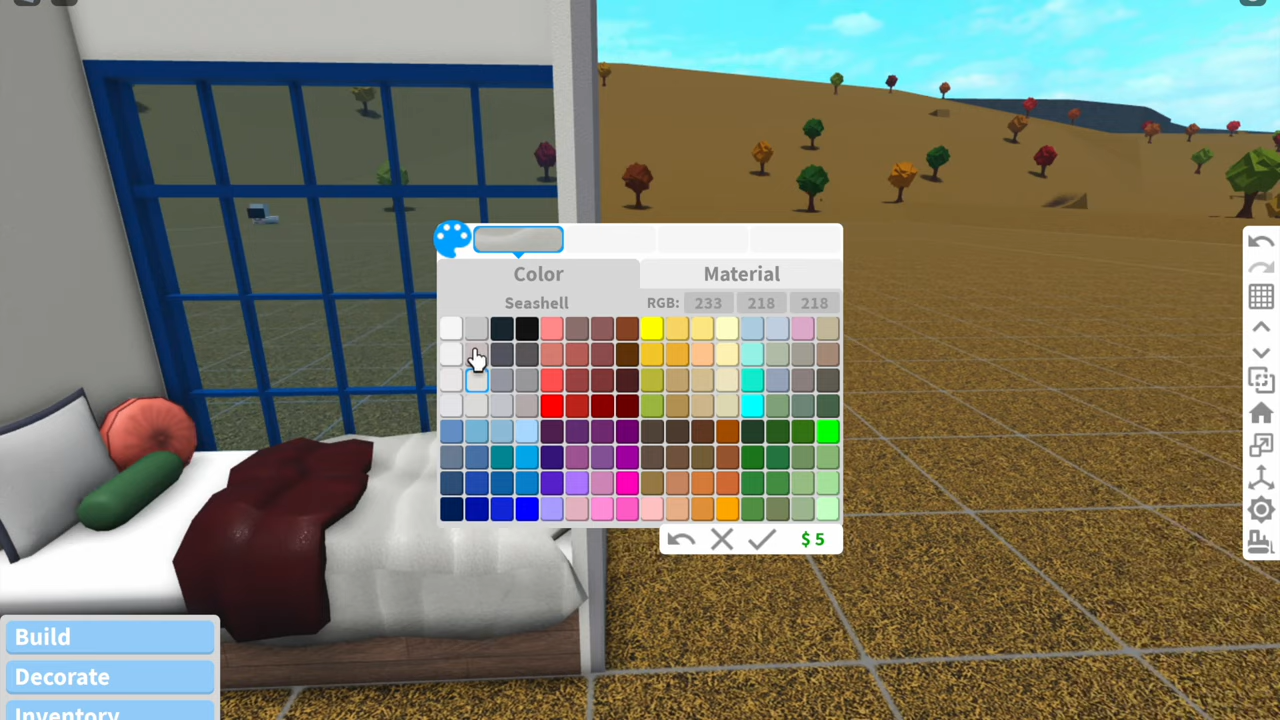 Color
Material
Seashell
RGB: 233 218 218
$ 5
Build
Decorate
Inventory